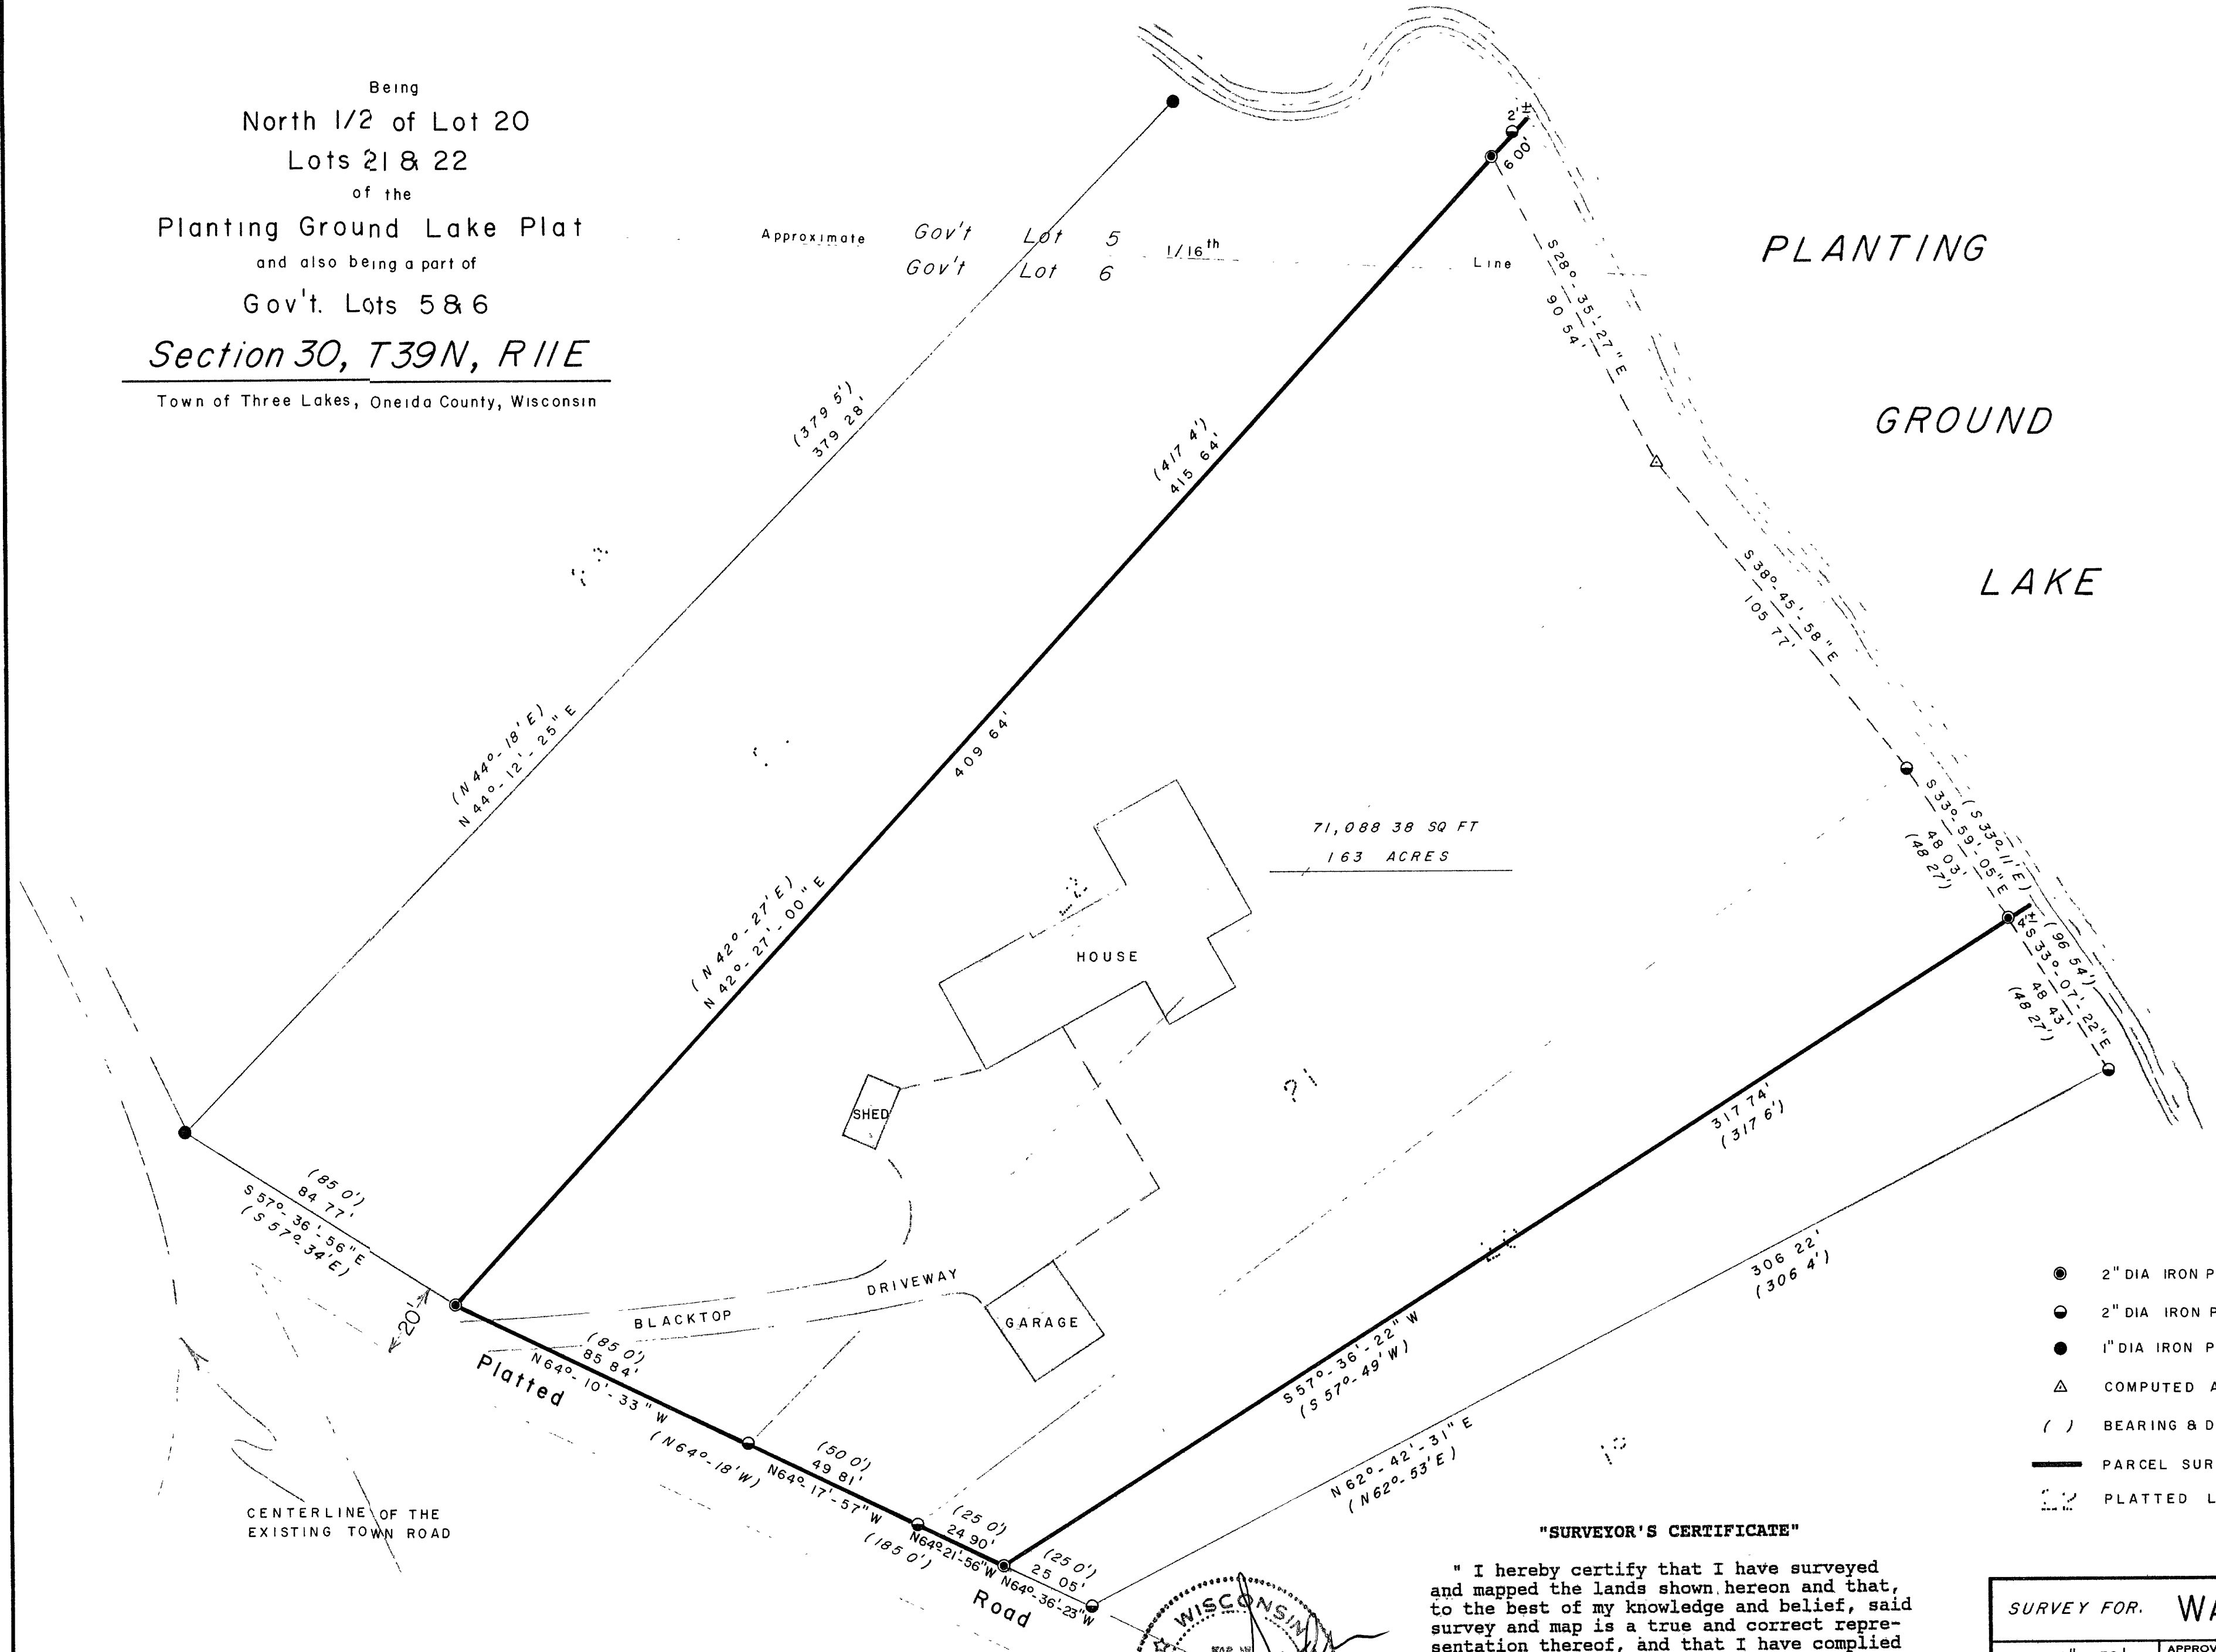 Being
North 1/2 of Lot 20
Lots 21 & 22
of the
Planting Ground Lake Plat
and also being a part of
Gov't. Lots 5 & 6
Section 30, T39N, R11E
Town of Three Lakes, Oneida County, Wisconsin
Approximate
Gov't Lot 5
Gov't Lot 6
1/16th
Line
PLANTING
GROUND
LAKE
2'±
6 00'
S 28°-35'-27" E
90 54'
(379 5')
379 28'
(417 4')
415 64'
S 38°-45'-58" E
105 77'
(N 44°-18' E)
N 44°-12'-25" E
409 64'
(N 42°-27' E)
N 42°-27'-00" E
71,088 38 SQ FT
1 63 ACRES
(S 33°-11' E)
S 33°-59'-05" E
48 03'
(48 27')
4'±
(96 54')
S 33°-07'-22" E
48 43'
(48 27')
HOUSE
SHED
21
317 74'
(317 6')
(85 0')
84 77'
S 57°-36'-56" E
(S 57°-34' E)
20'
DRIVEWAY
BLACKTOP
GARAGE
306 22'
(306 4')
S 57°-36'-22" W
(S 57°-49' W)
Platted
(85 0')
85 84'
N 64°-10'-33" W
(N 64°-18' W)
(50 0')
49 81'
N64°-17'-57" W
(185 0')
(25 0')
24 90'
N64°-21'-56" W
(25 0')
25 05'
N64°-36'-23" W
Road
N 62°-42'-31" E
(N 62°-53' E)
CENTERLINE OF THE
EXISTING TOWN ROAD
2" DIA IRON P
2" DIA IRON P
1" DIA IRON P
COMPUTED A
( ) BEARING & D
PARCEL SUR
PLATTED L
WISCONSIN
"SURVEYOR'S CERTIFICATE"
" I hereby certify that I have surveyed
and mapped the lands shown hereon and that,
to the best of my knowledge and belief, said
survey and map is a true and correct repre-
sentation thereof, and that I have complied
SURVEY FOR. WA
APPROV